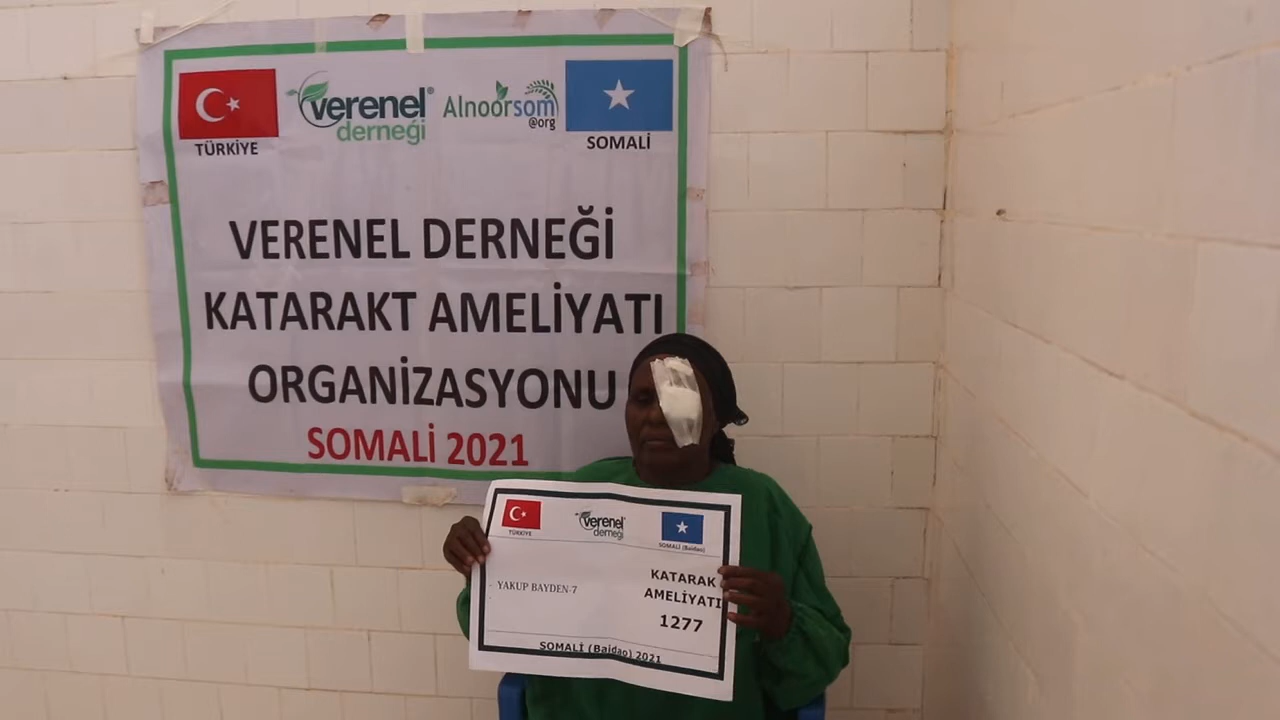 TÜRKİYE
verenel®
derneği
Alnoorsom
@org
SOMALİ
VERENEL DERNEĞİ
KATARAKT AMELİYATI
ORGANİZASYONU
SOMALİ 2021
TÜRKİYE
verenel
derneği
SOMALİ (Baidao)
YAKUP BAYDEN-7
KATARAK
AMELİYATI
1277
SOMALİ (Baidao) 2021